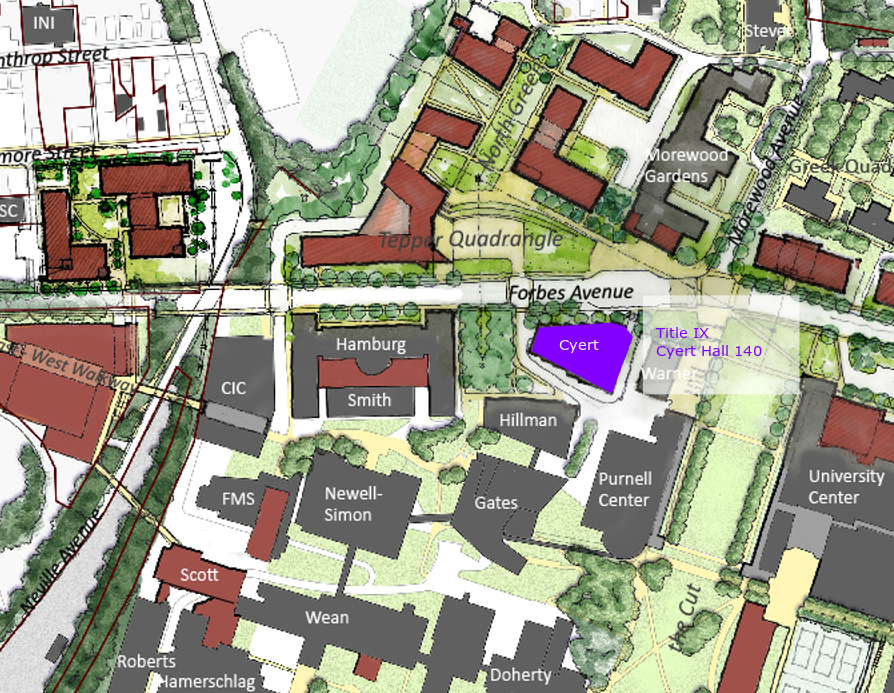 INI
nthrop Street
Steve
more Street
SC
North Green
Morewood
Gardens
Morewood Avenue
Greek Quad
Tepper Quadrangle
Forbes Avenue
Title IX
Cyert Hall 140
Cyert
Hamburg
Smith
West Walkway
CIC
Warner
Hillman
FMS
Newell-
Simon
Gates
Purnell
Center
University
Center
Neville Avenue
Scott
Wean
the Cut
Roberts
Hamerschlag
Doherty